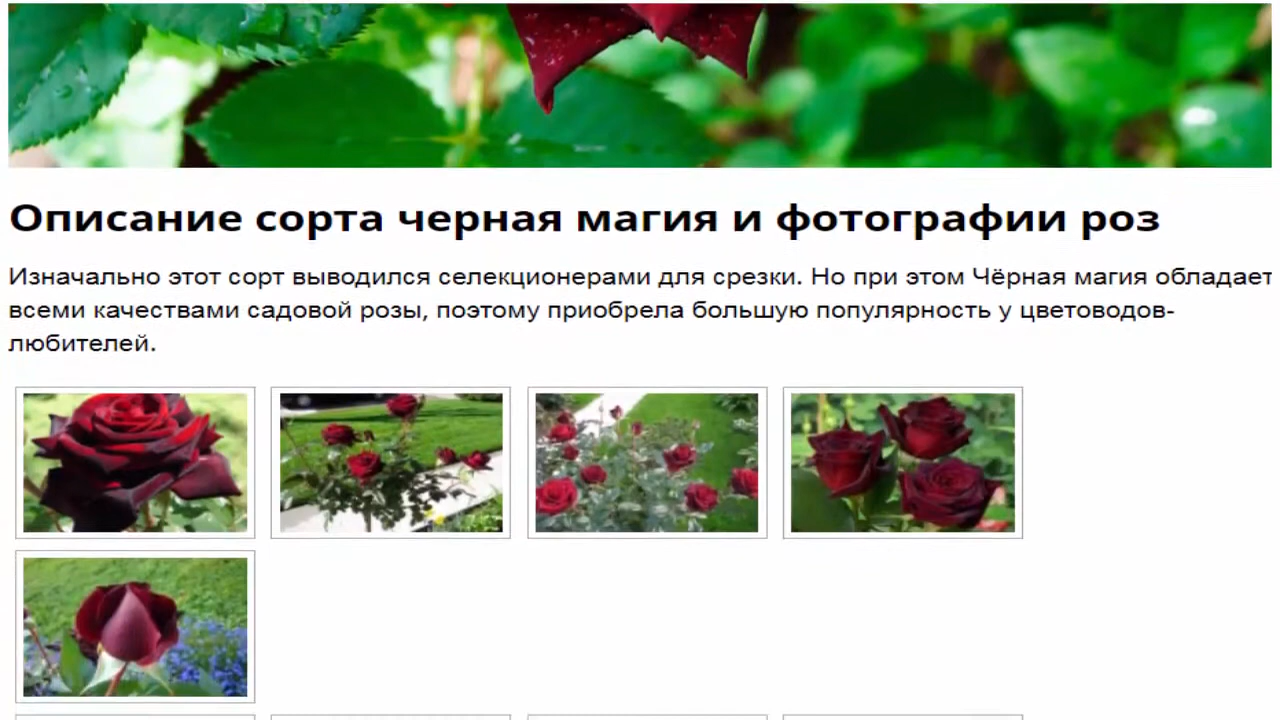 Описание сорта черная магия и фотографии роз
Изначально этот сорт выводился селекционерами для срезки. Но при этом Чёрная магия обладает
всеми качествами садовой розы, поэтому приобрела большую популярность у цветоводов-
любителей.